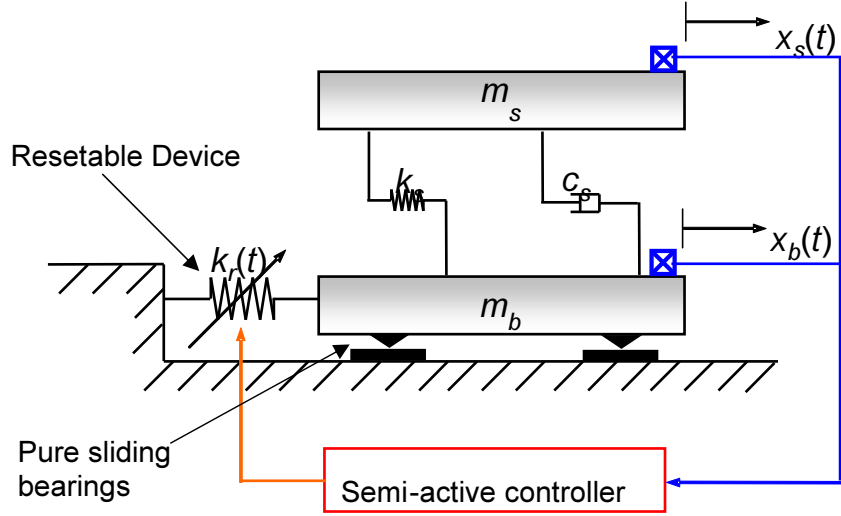 x_s(t)
m_s
Resetable Device
k_s
c_s
x_b(t)
k_r(t)
m_b
Pure sliding
bearings
Semi-active controller